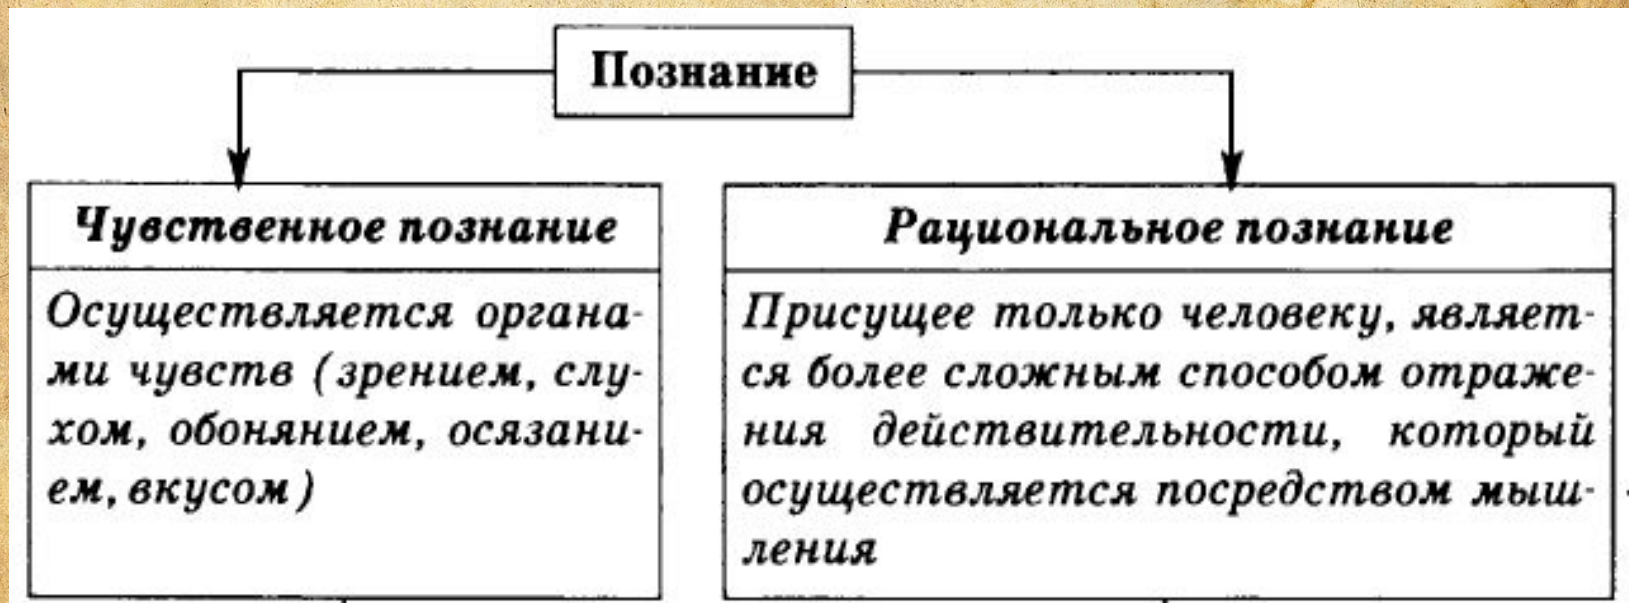 Познание
Чувственное познание
Осуществляется органа-
ми чувств (зрением, слу-
хом, обонянием, осязани-
ем, вкусом)
Рациональное познание
Присущее только человеку, являет-
ся более сложным способом отраже-
ния действительности, который
осуществляется посредством мыш-
ления